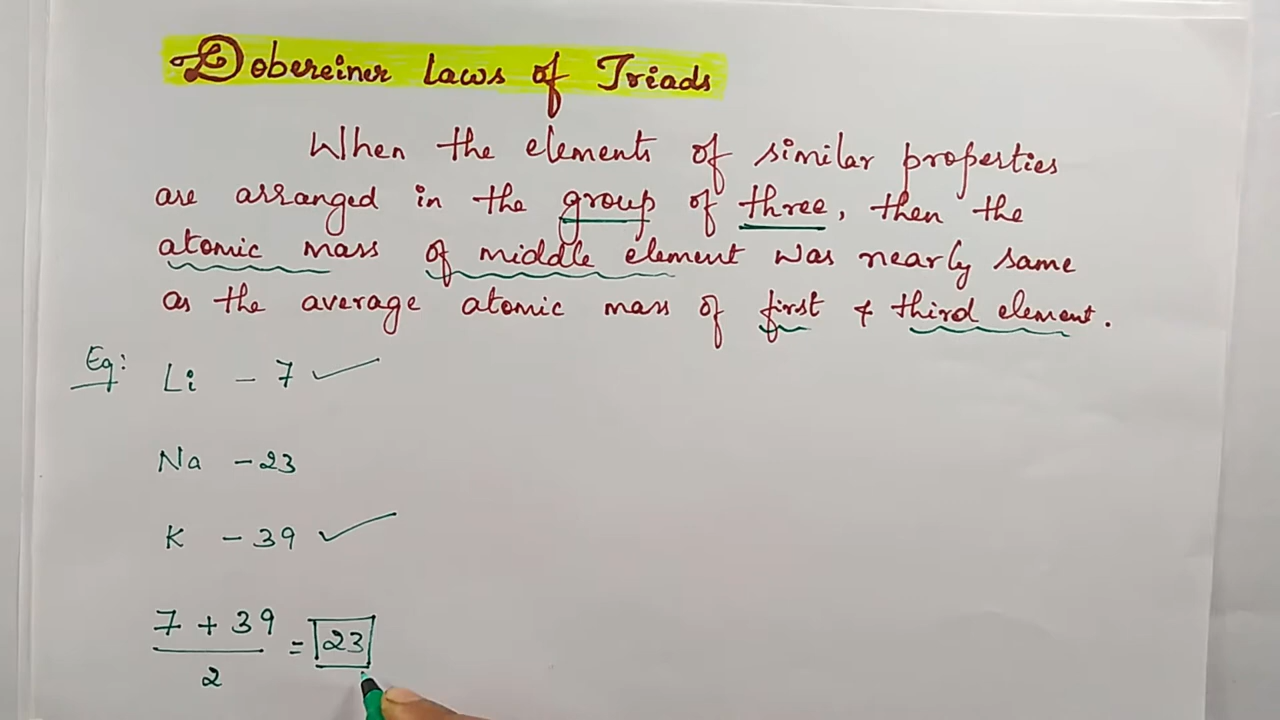 Dobereiner Laws of Triads
When the elements of similar properties
are arranged in the group of three, then the
atomic mass of middle element was nearly same
as the average atomic mass of first & third element.
Eg: Li - 7 ✓
Na - 23
K - 39 ✓
7 + 39
2
= 23